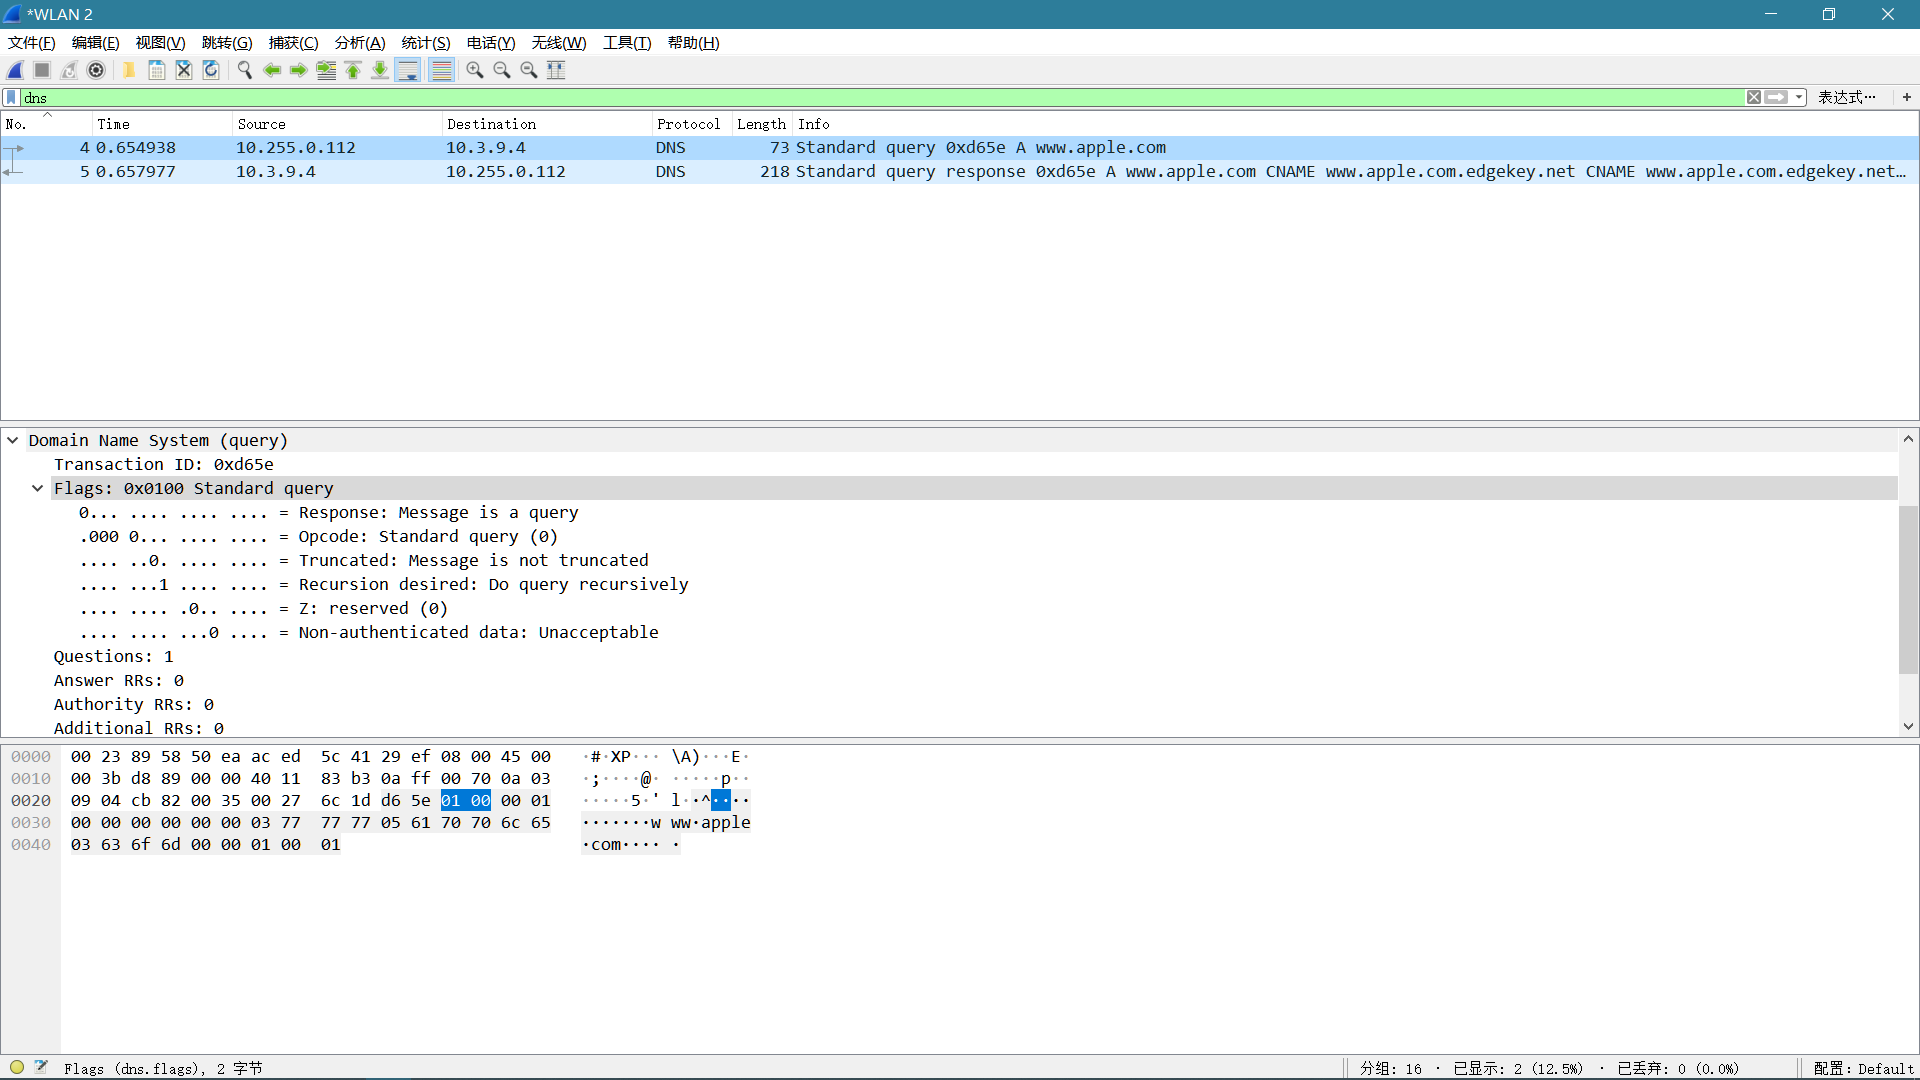 *WLAN 2
文件(F) 编辑(E) 视图(V) 跳转(G) 捕获(C) 分析(A) 统计(S) 电话(Y) 无线(W) 工具(T) 帮助(H)
dns 表达式… +
No. Time Source Destination Protocol Length Info
4 0.654938 10.255.0.112 10.3.9.4 DNS 73 Standard query 0xd65e A www.apple.com
5 0.657977 10.3.9.4 10.255.0.112 DNS 218 Standard query response 0xd65e A www.apple.com CNAME www.apple.com.edgekey.net CNAME www.apple.com.edgekey.net…
Domain Name System (query)
Transaction ID: 0xd65e
Flags: 0x0100 Standard query
0... .... .... .... = Response: Message is a query
.000 0... .... .... = Opcode: Standard query (0)
.... ..0. .... .... = Truncated: Message is not truncated
.... ...1 .... .... = Recursion desired: Do query recursively
.... .... .0.. .... = Z: reserved (0)
.... .... ...0 .... = Non-authenticated data: Unacceptable
Questions: 1
Answer RRs: 0
Authority RRs: 0
Additional RRs: 0
0000 00 23 89 58 50 ea ac ed 5c 41 29 ef 08 00 45 00 ·#·XP··· \A)···E·
0010 00 3b d8 89 00 00 40 11 83 b3 0a ff 00 70 0a 03 ·;····@· ·····p··
0020 09 04 cb 82 00 35 00 27 6c 1d d6 5e 01 00 00 01 ·····5·' l··^····
0030 00 00 00 00 00 00 03 77 77 77 05 61 70 70 6c 65 ·······w ww·apple
0040 03 63 6f 6d 00 00 01 00 01 ·com···· ·
Flags (dns.flags), 2 字节 分组: 16 · 已显示: 2 (12.5%) · 已丢弃: 0 (0.0%) 配置: Default